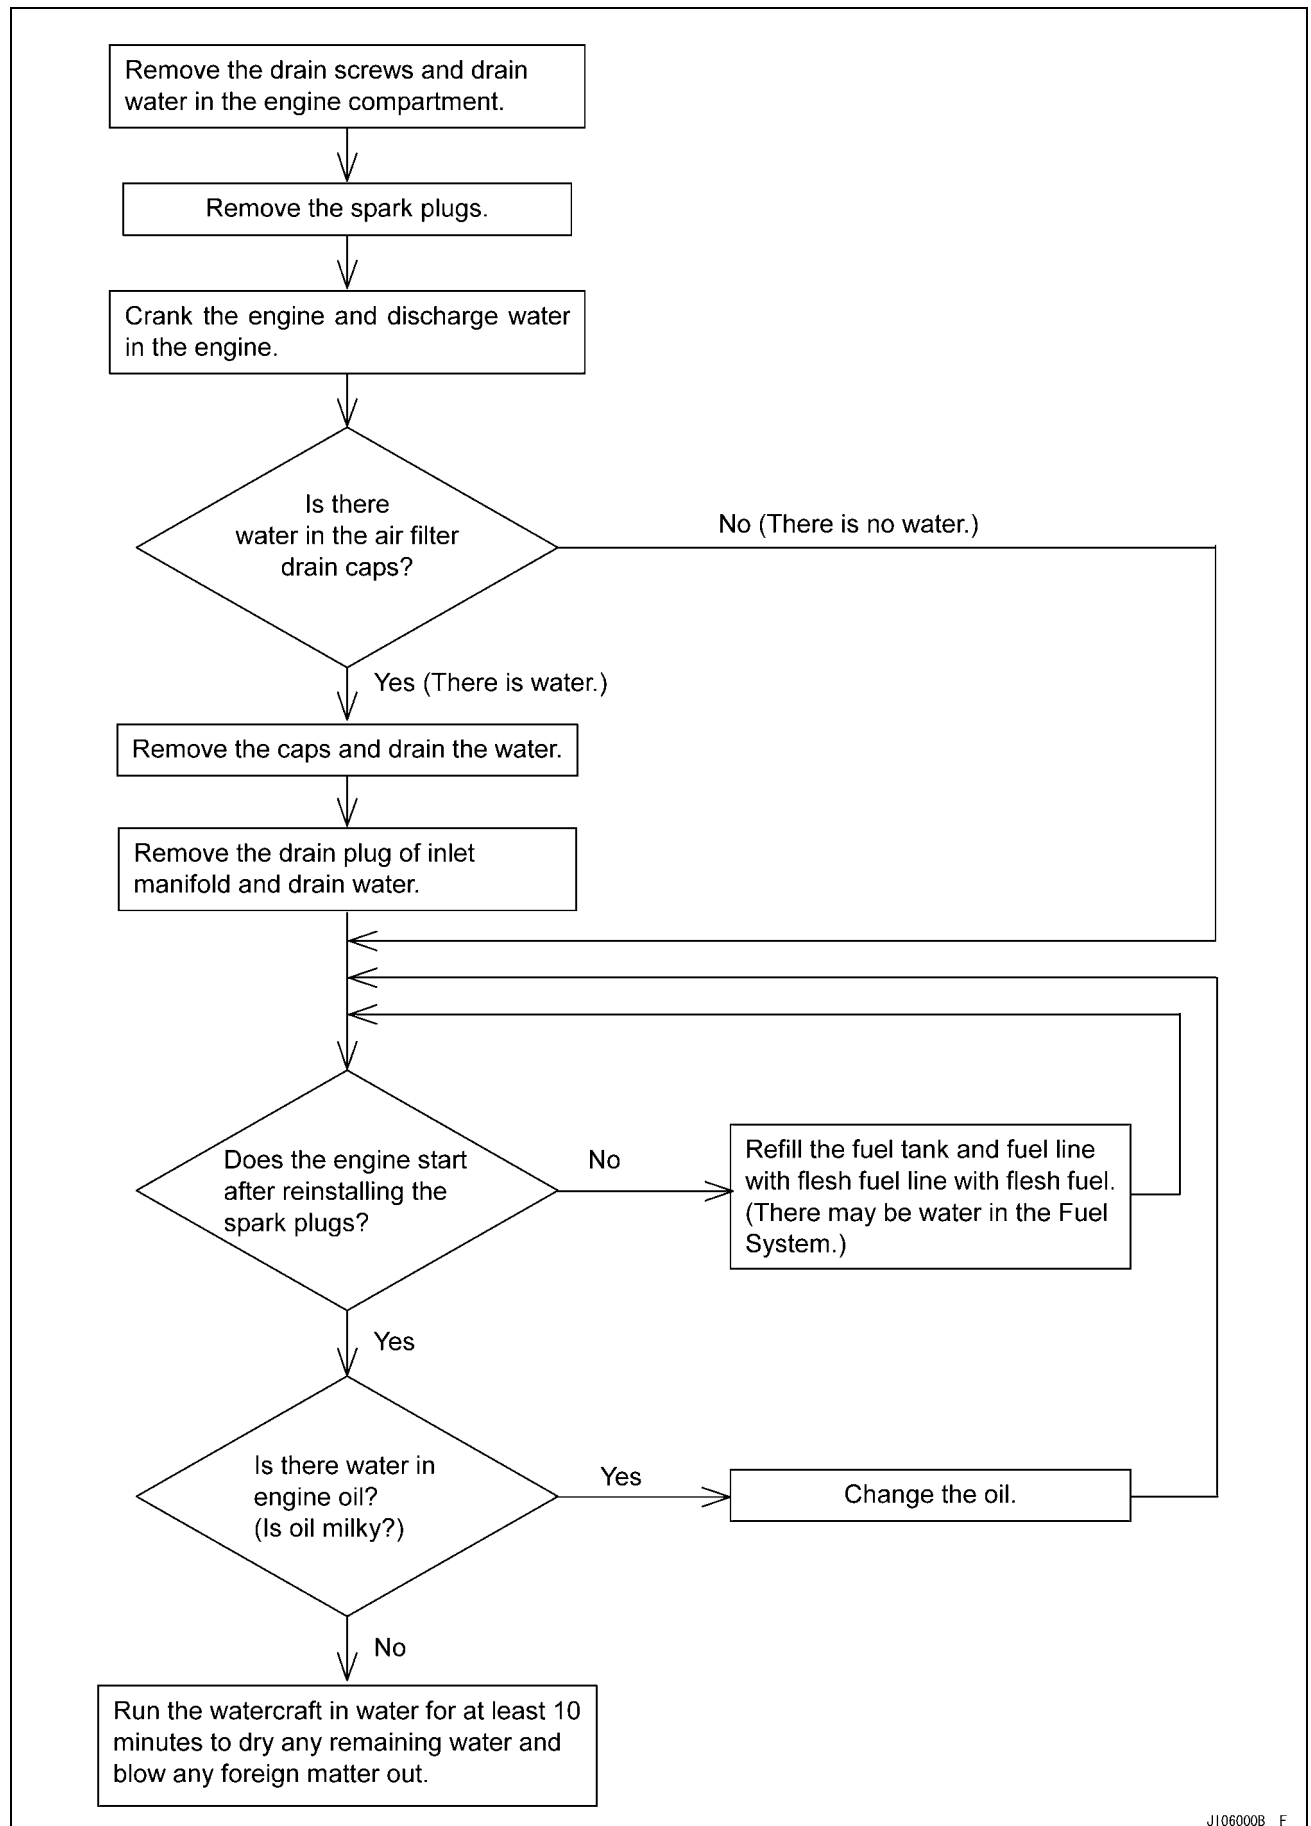 Remove the drain screws and drain
water in the engine compartment.
Remove the spark plugs.
Crank the engine and discharge water
in the engine.
Is there
water in the air filter
drain caps?
No (There is no water.)
Yes (There is water.)
Remove the caps and drain the water.
Remove the drain plug of inlet
manifold and drain water.
Does the engine start
after reinstalling the
spark plugs?
No
Refill the fuel tank and fuel line
with flesh fuel line with flesh fuel.
(There may be water in the Fuel
System.)
Yes
Is there water in
engine oil?
(Is oil milky?)
Yes
Change the oil.
No
Run the watercraft in water for at least 10
minutes to dry any remaining water and
blow any foreign matter out.
JI06000B F